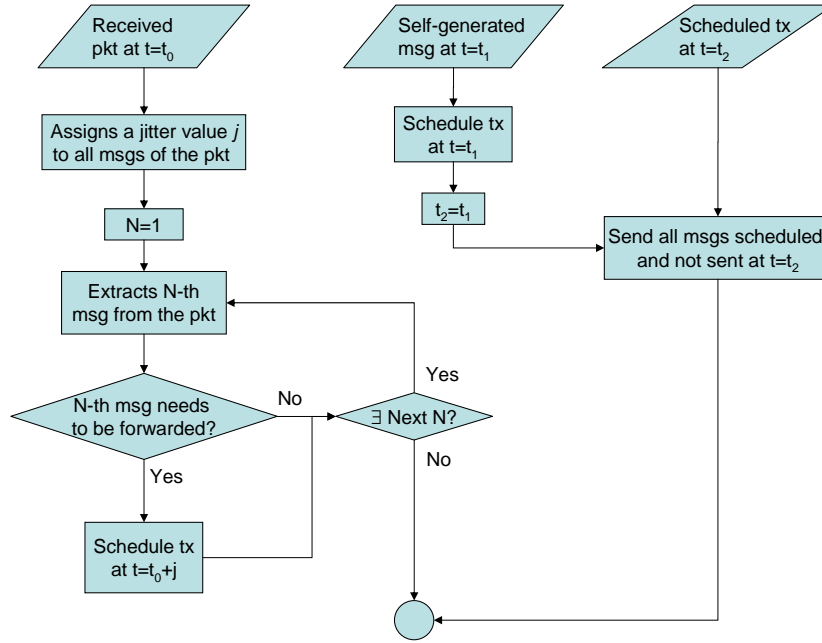 Received
pkt at t=t₀
Assigns a jitter value j
to all msgs of the pkt
N=1
Extracts N-th
msg from the pkt
N-th msg needs
to be forwarded?
No
Yes
Schedule tx
at t=t₀+j
∃ Next N?
Yes
No
Self-generated
msg at t=t₁
Schedule tx
at t=t₁
t₂=t₁
Scheduled tx
at t=t₂
Send all msgs scheduled
and not sent at t=t₂